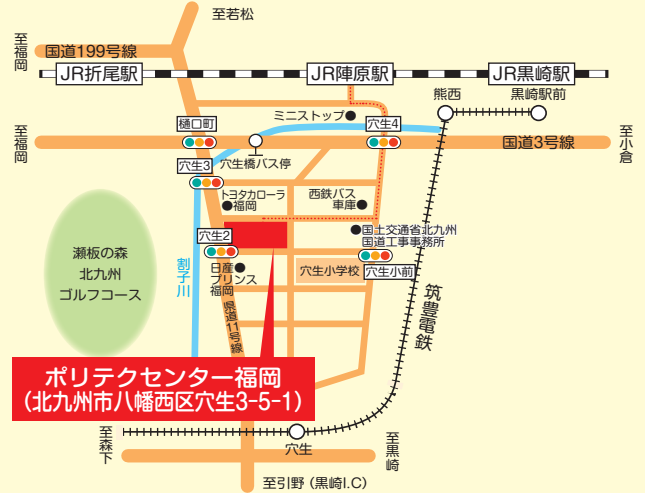 至若松
至福岡
国道199号線
JR折尾駅
JR陣原駅
JR黒崎駅
熊西
黒崎駅前
ミニストップ
樋口町
穴生4
至福岡
国道3号線
至小倉
穴生橋バス停
穴生3
トヨタカローラ
福岡
西鉄バス
車庫
国土交通省北九州
国道工事事務所
穴生2
瀬板の森
北九州
ゴルフコース
割子川
日産
プリンス
福岡
穴生小学校
穴生小前
県道11号線
筑豊電鉄
ポリテクセンター福岡
(北九州市八幡西区穴生3-5-1)
至森下
穴生
至黒崎
至引野(黒崎I.C)